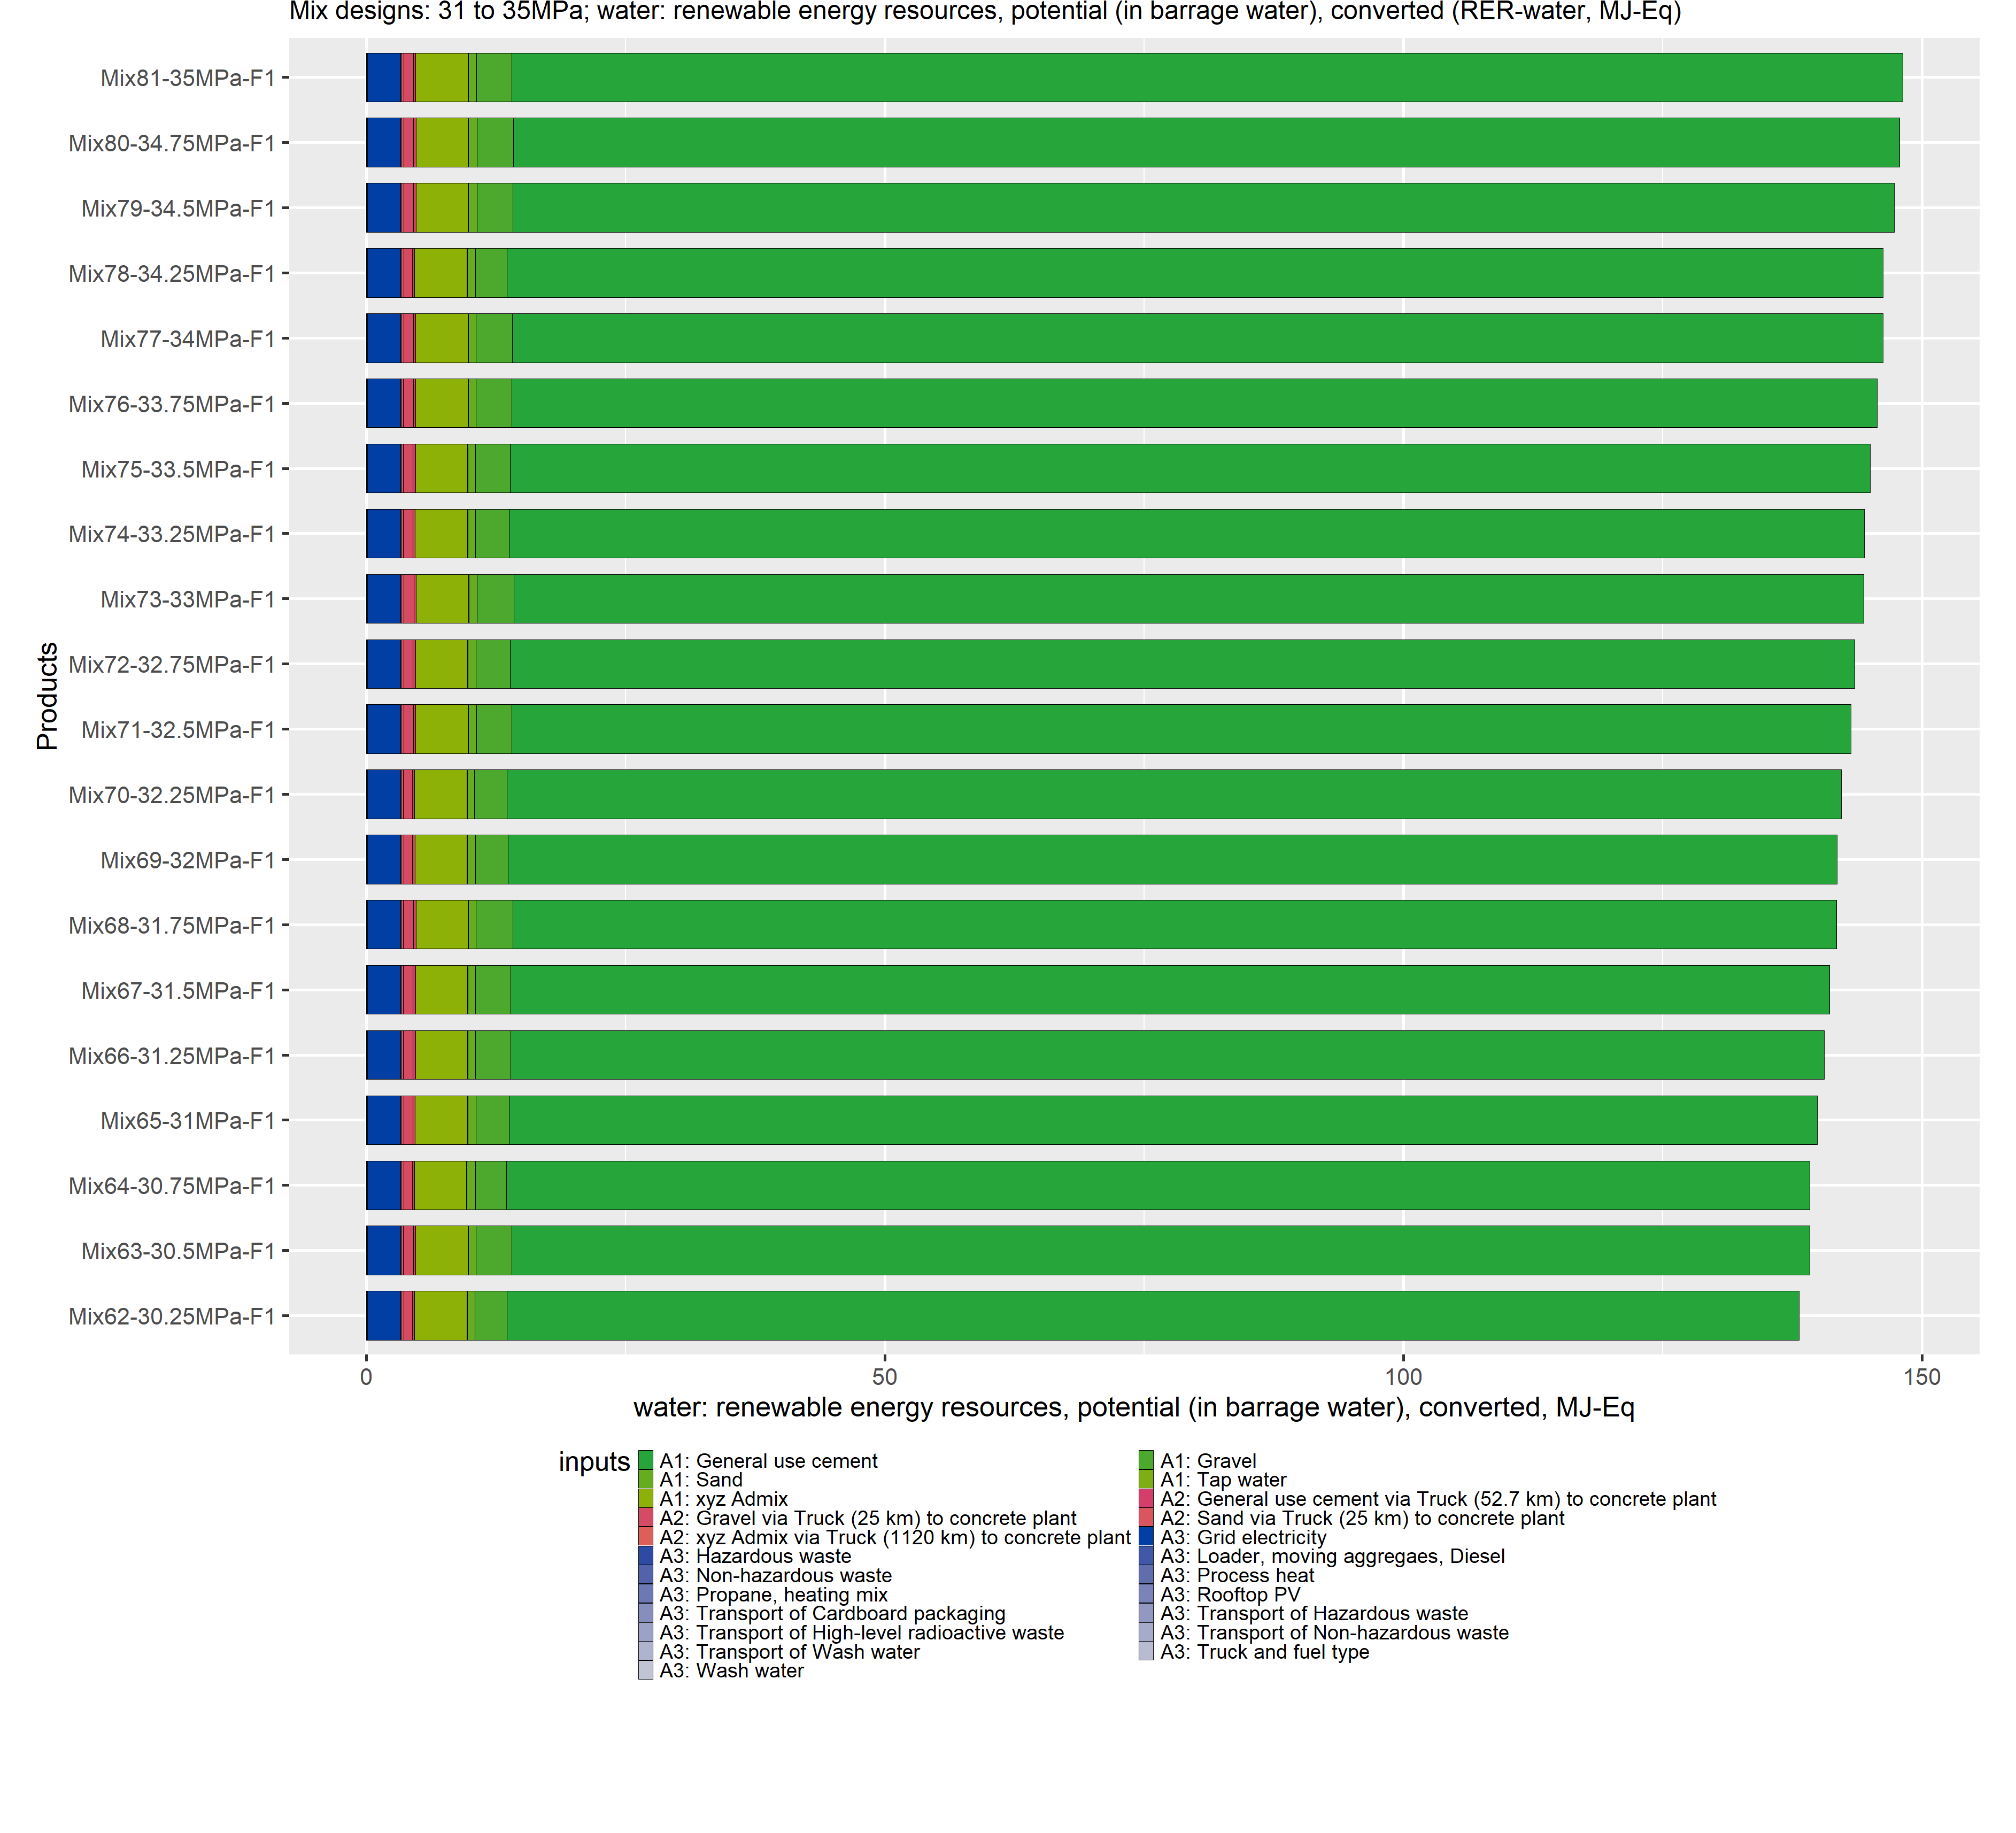 Mix designs: 31 to 35MPa; water: renewable energy resources, potential (in barrage water), converted (RER-water, MJ-Eq)
Products
Mix81-35MPa-F1
Mix80-34.75MPa-F1
Mix79-34.5MPa-F1
Mix78-34.25MPa-F1
Mix77-34MPa-F1
Mix76-33.75MPa-F1
Mix75-33.5MPa-F1
Mix74-33.25MPa-F1
Mix73-33MPa-F1
Mix72-32.75MPa-F1
Mix71-32.5MPa-F1
Mix70-32.25MPa-F1
Mix69-32MPa-F1
Mix68-31.75MPa-F1
Mix67-31.5MPa-F1
Mix66-31.25MPa-F1
Mix65-31MPa-F1
Mix64-30.75MPa-F1
Mix63-30.5MPa-F1
Mix62-30.25MPa-F1
0 50 100 150
water: renewable energy resources, potential (in barrage water), converted, MJ-Eq
inputs
A1: General use cement A1: Gravel
A1: Sand A1: Tap water
A1: xyz Admix A2: General use cement via Truck (52.7 km) to concrete plant
A2: Gravel via Truck (25 km) to concrete plant A2: Sand via Truck (25 km) to concrete plant
A2: xyz Admix via Truck (1120 km) to concrete plant A3: Grid electricity
A3: Hazardous waste A3: Loader, moving aggregaes, Diesel
A3: Non-hazardous waste A3: Process heat
A3: Propane, heating mix A3: Rooftop PV
A3: Transport of Cardboard packaging A3: Transport of Hazardous waste
A3: Transport of High-level radioactive waste A3: Transport of Non-hazardous waste
A3: Transport of Wash water A3: Truck and fuel type
A3: Wash water